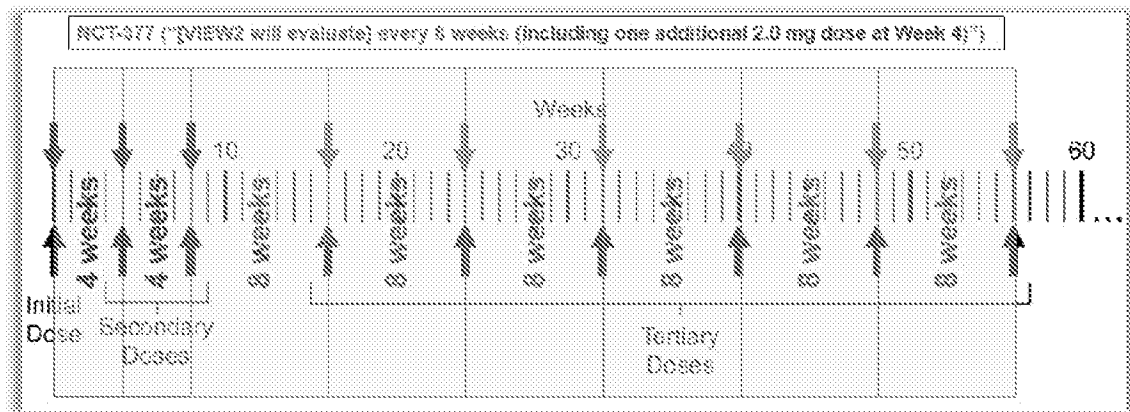 NCT-377 ("[VIEW2 will evaluate] every 8 weeks (including one additional 2.0 mg dose at Week 4)")
Weeks
10 20 30 40 50 60
4 weeks
4 weeks
8 weeks
8 weeks
8 weeks
8 weeks
8 weeks
8 weeks
...
Initial
Dose
Secondary
Doses
Tertiary
Doses